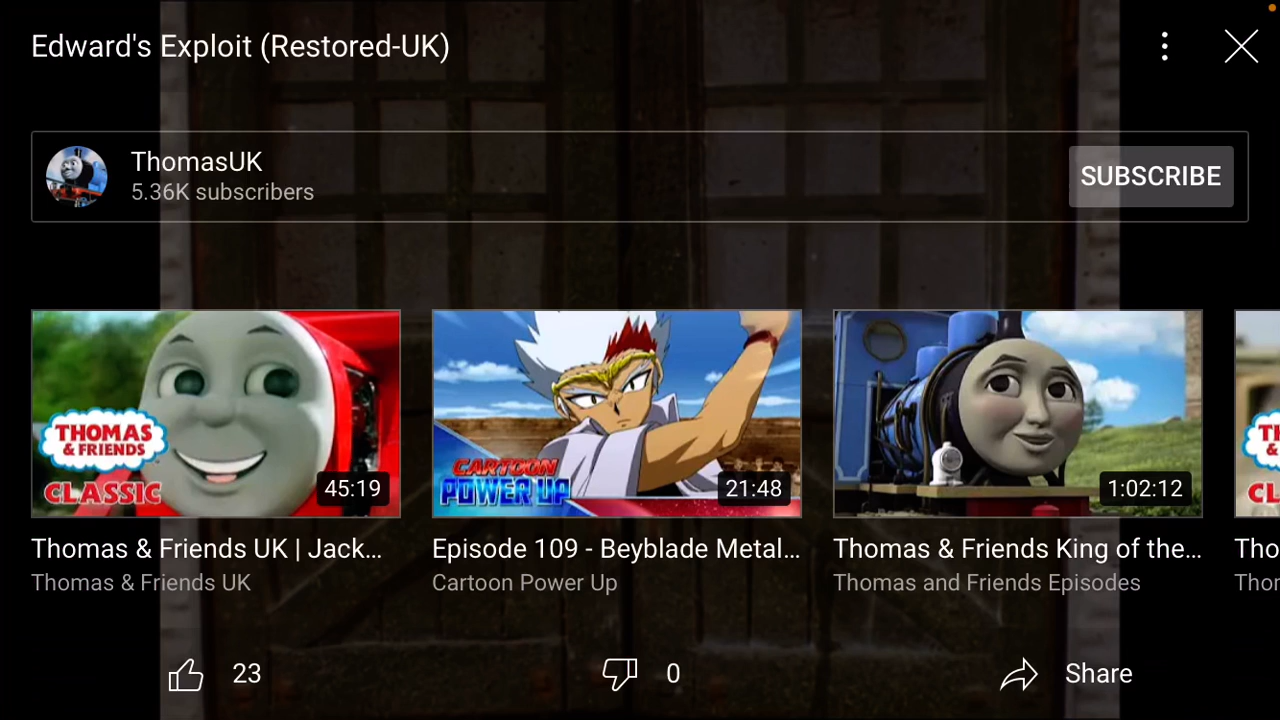 Edward's Exploit (Restored-UK)
ThomasUK
5.36K subscribers
SUBSCRIBE
THOMAS
& FRIENDS
CLASSIC
45:19
CARTOON
POWER UP
21:48
1:02:12
Thomas & Friends UK | Jack...
Thomas & Friends UK
Episode 109 - Beyblade Metal...
Cartoon Power Up
Thomas & Friends King of the...
Thomas and Friends Episodes
23
0
Share